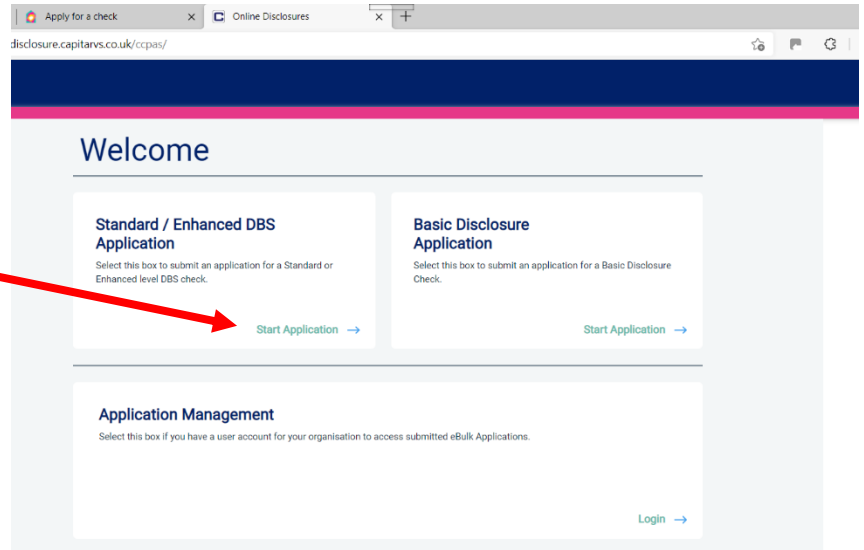 Apply for a check
Online Disclosures
disclosure.capitarvs.co.uk/ccpas/
Welcome
Standard / Enhanced DBS
Application
Select this box to submit an application for a Standard or
Enhanced level DBS check.
Start Application →
Basic Disclosure
Application
Select this box to submit an application for a Basic Disclosure
Check.
Start Application →
Application Management
Select this box if you have a user account for your organisation to access submitted eBulk Applications.
Login →